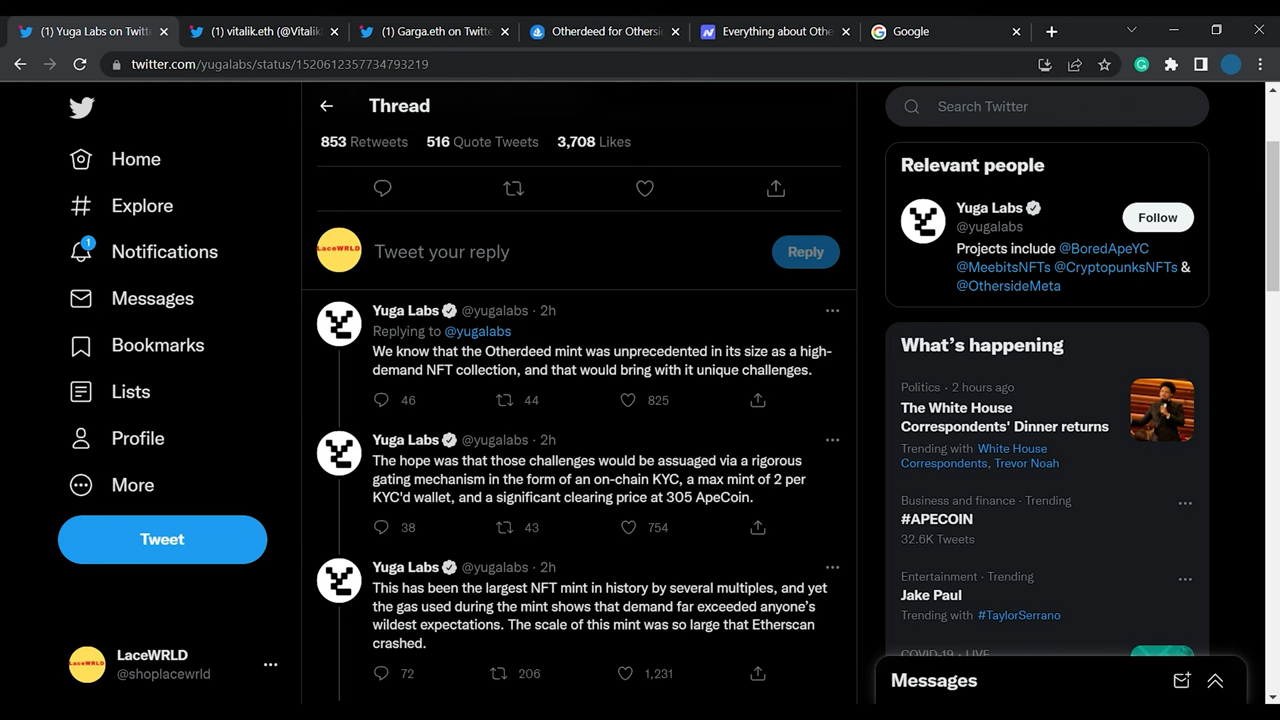 (1) Yuga Labs on Twitt
(1) vitalik.eth (@Vitalik
(1) Garga.eth on Twitte
Otherdeed for Othersi
Everything about Othe
Google
twitter.com/yugalabs/status/1520612357734793219
Home
Explore
1
Notifications
Messages
Bookmarks
Lists
Profile
More
Tweet
LaceWRLD
LaceWRLD
@shoplacewrld
Thread
853 Retweets 516 Quote Tweets 3,708 Likes
LaceWRLD
Tweet your reply
Reply
Yuga Labs @yugalabs · 2h
Replying to @yugalabs
We know that the Otherdeed mint was unprecedented in its size as a high-
demand NFT collection, and that would bring with it unique challenges.
46 44 825
Yuga Labs @yugalabs · 2h
The hope was that those challenges would be assuaged via a rigorous
gating mechanism in the form of an on-chain KYC, a max mint of 2 per
KYC'd wallet, and a significant clearing price at 305 ApeCoin.
38 43 754
Yuga Labs @yugalabs · 2h
This has been the largest NFT mint in history by several multiples, and yet
the gas used during the mint shows that demand far exceeded anyone's
wildest expectations. The scale of this mint was so large that Etherscan
crashed.
72 206 1,231
Search Twitter
Relevant people
Yuga Labs
@yugalabs
Follow
Projects include @BoredApeYC
@MeebitsNFTs @CryptopunksNFTs &
@OthersideMeta
What's happening
Politics · 2 hours ago
The White House
Correspondents' Dinner returns
Trending with White House
Correspondents, Trevor Noah
Business and finance · Trending
#APECOIN
32.6K Tweets
Entertainment · Trending
Jake Paul
Trending with #TaylorSerrano
COVID-19 · LIVE
Messages